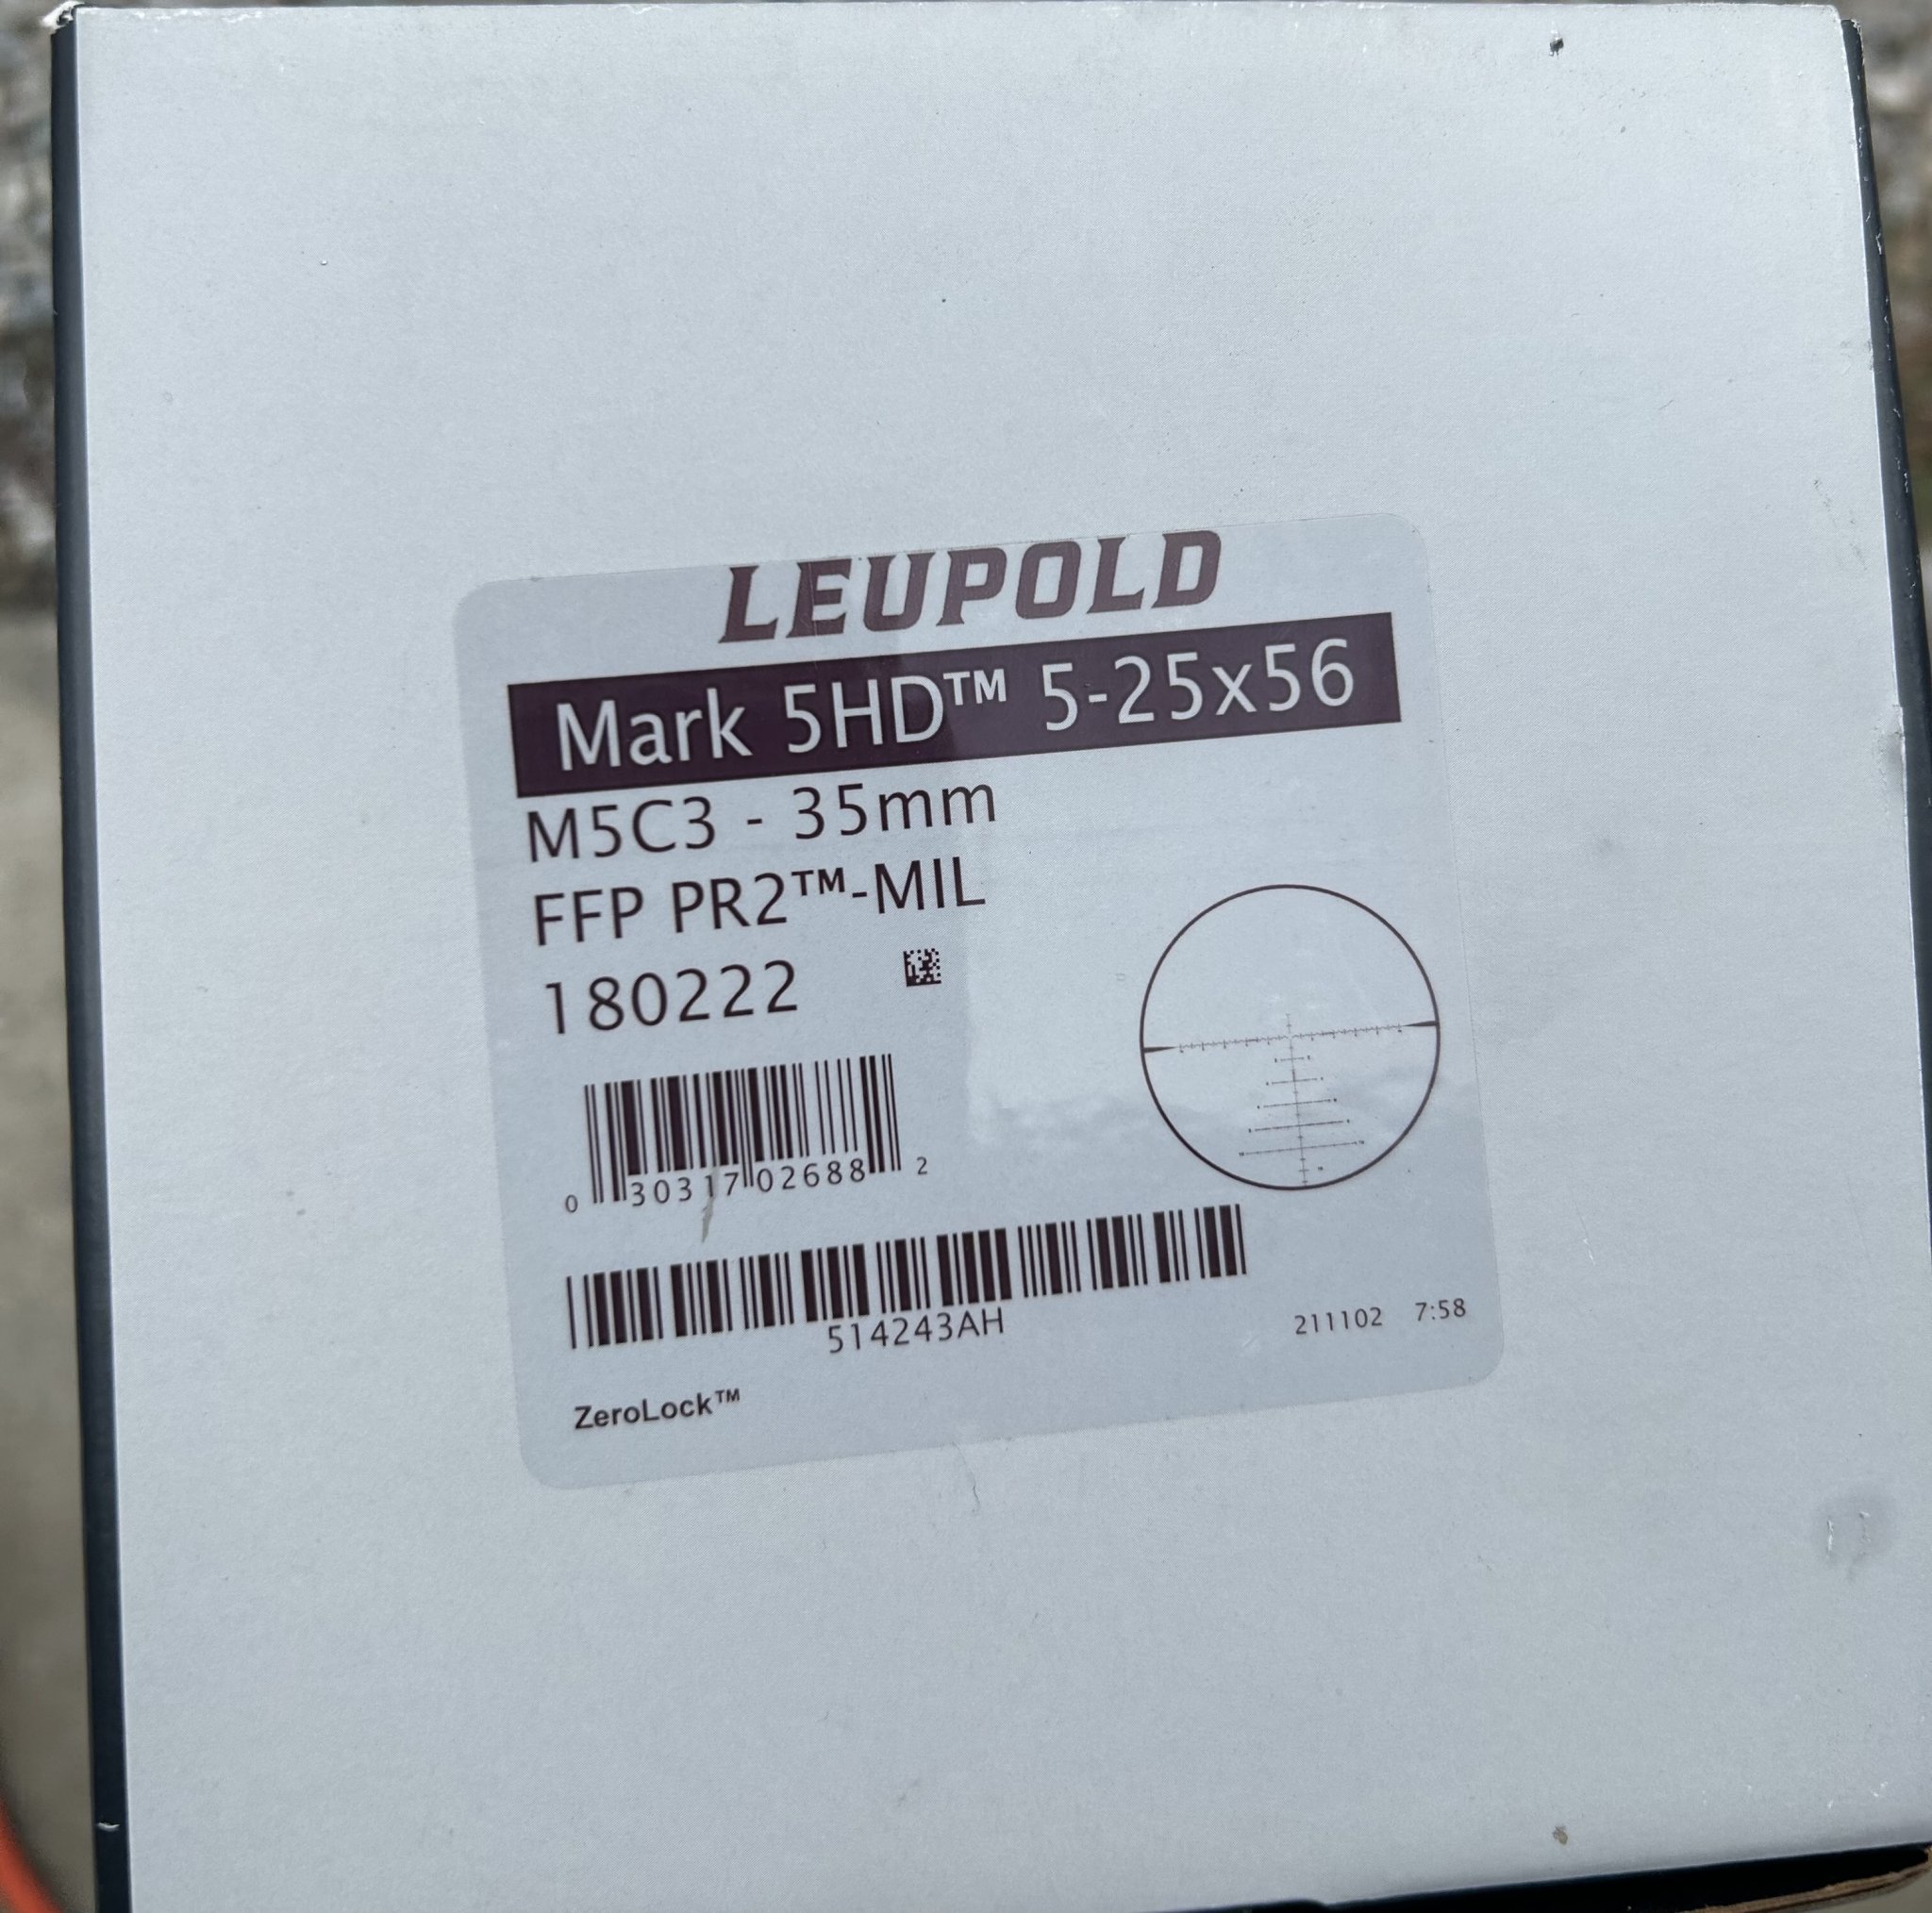 LEUPOLD
Mark 5HD™ 5-25x56
M5C3 - 35mm
FFP PR2™-MIL
180222
0 30317 02688 2
514243AH
211102 7:58
ZeroLock™